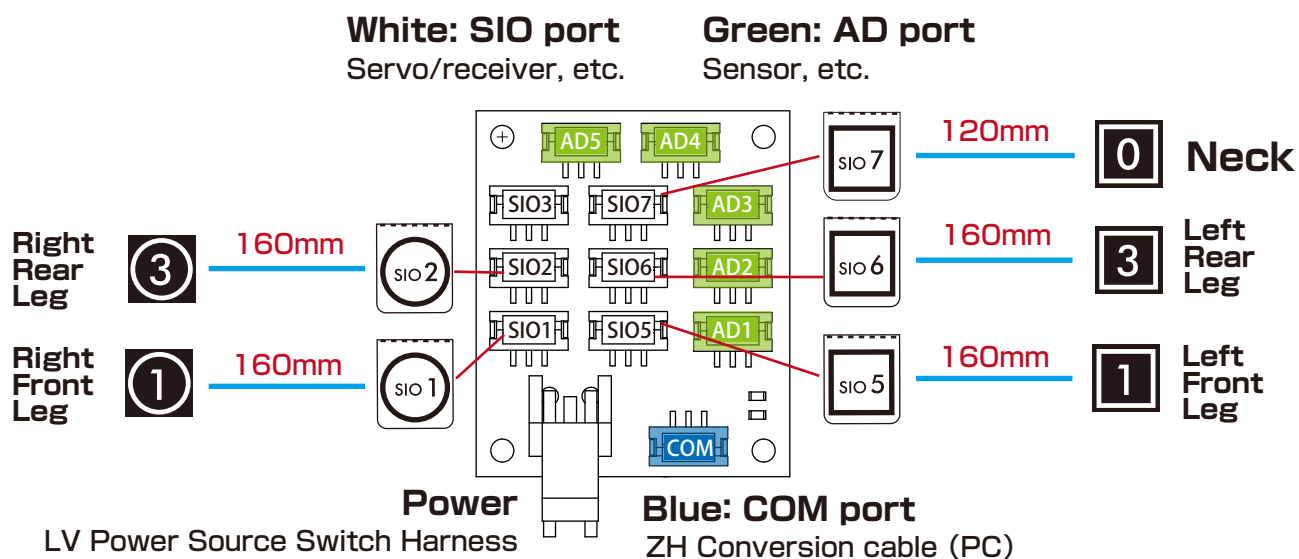 White: SIO port
Servo/receiver, etc.
Green: AD port
Sensor, etc.
AD5
AD4
SIO3
SIO7
AD3
SIO2
SIO6
AD2
SIO1
SIO5
AD1
COM
SIO 7
120mm
0
Neck
Right
Rear
Leg
3
160mm
SIO 2
SIO 6
160mm
3
Left
Rear
Leg
Right
Front
Leg
1
160mm
SIO 1
SIO 5
160mm
1
Left
Front
Leg
Power
LV Power Source Switch Harness
Blue: COM port
ZH Conversion cable (PC)